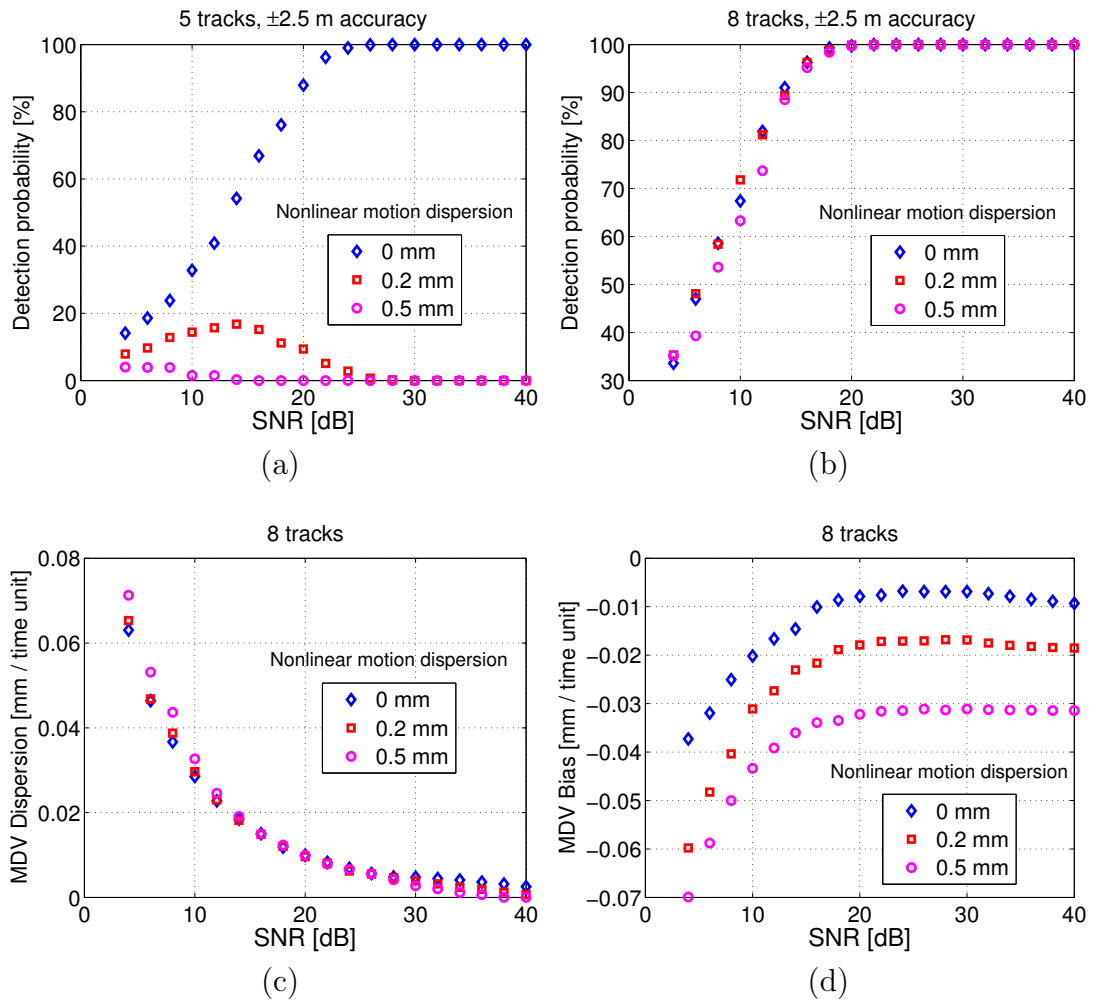 5 tracks, ±2.5 m accuracy
Detection probability [%]
100
80
60
40
20
0
Nonlinear motion dispersion
0 mm
0.2 mm
0.5 mm
0
10
20
30
40
SNR [dB]
(a)
8 tracks, ±2.5 m accuracy
Detection probability [%]
100
90
80
70
60
50
40
30
Nonlinear motion dispersion
0 mm
0.2 mm
0.5 mm
0
10
20
30
40
SNR [dB]
(b)
8 tracks
MDV Dispersion [mm / time unit]
0.08
0.06
0.04
0.02
0
Nonlinear motion dispersion
0 mm
0.2 mm
0.5 mm
0
10
20
30
40
SNR [dB]
(c)
8 tracks
MDV Bias [mm / time unit]
0
−0.01
−0.02
−0.03
−0.04
−0.05
−0.06
−0.07
Nonlinear motion dispersion
0 mm
0.2 mm
0.5 mm
0
10
20
30
40
SNR [dB]
(d)